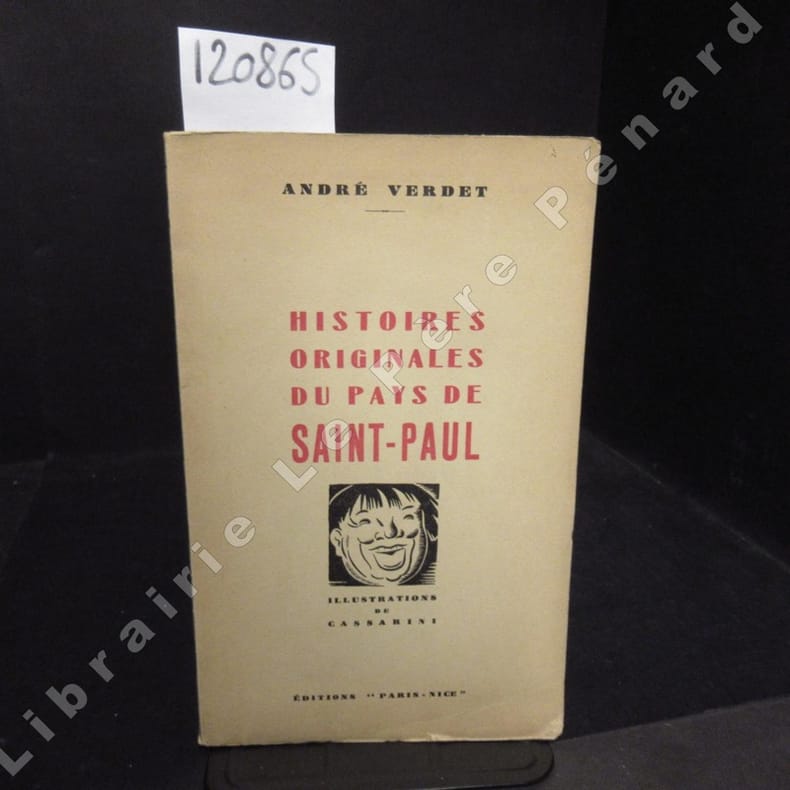 120865
ANDRÉ VERDET
HISTOIRES
ORIGINALES
DU PAYS DE
SAINT-PAUL
ILLUSTRATIONS
DE
CASSARINI
ÉDITIONS "PARIS-NICE"
Librairie Le Père Pénard